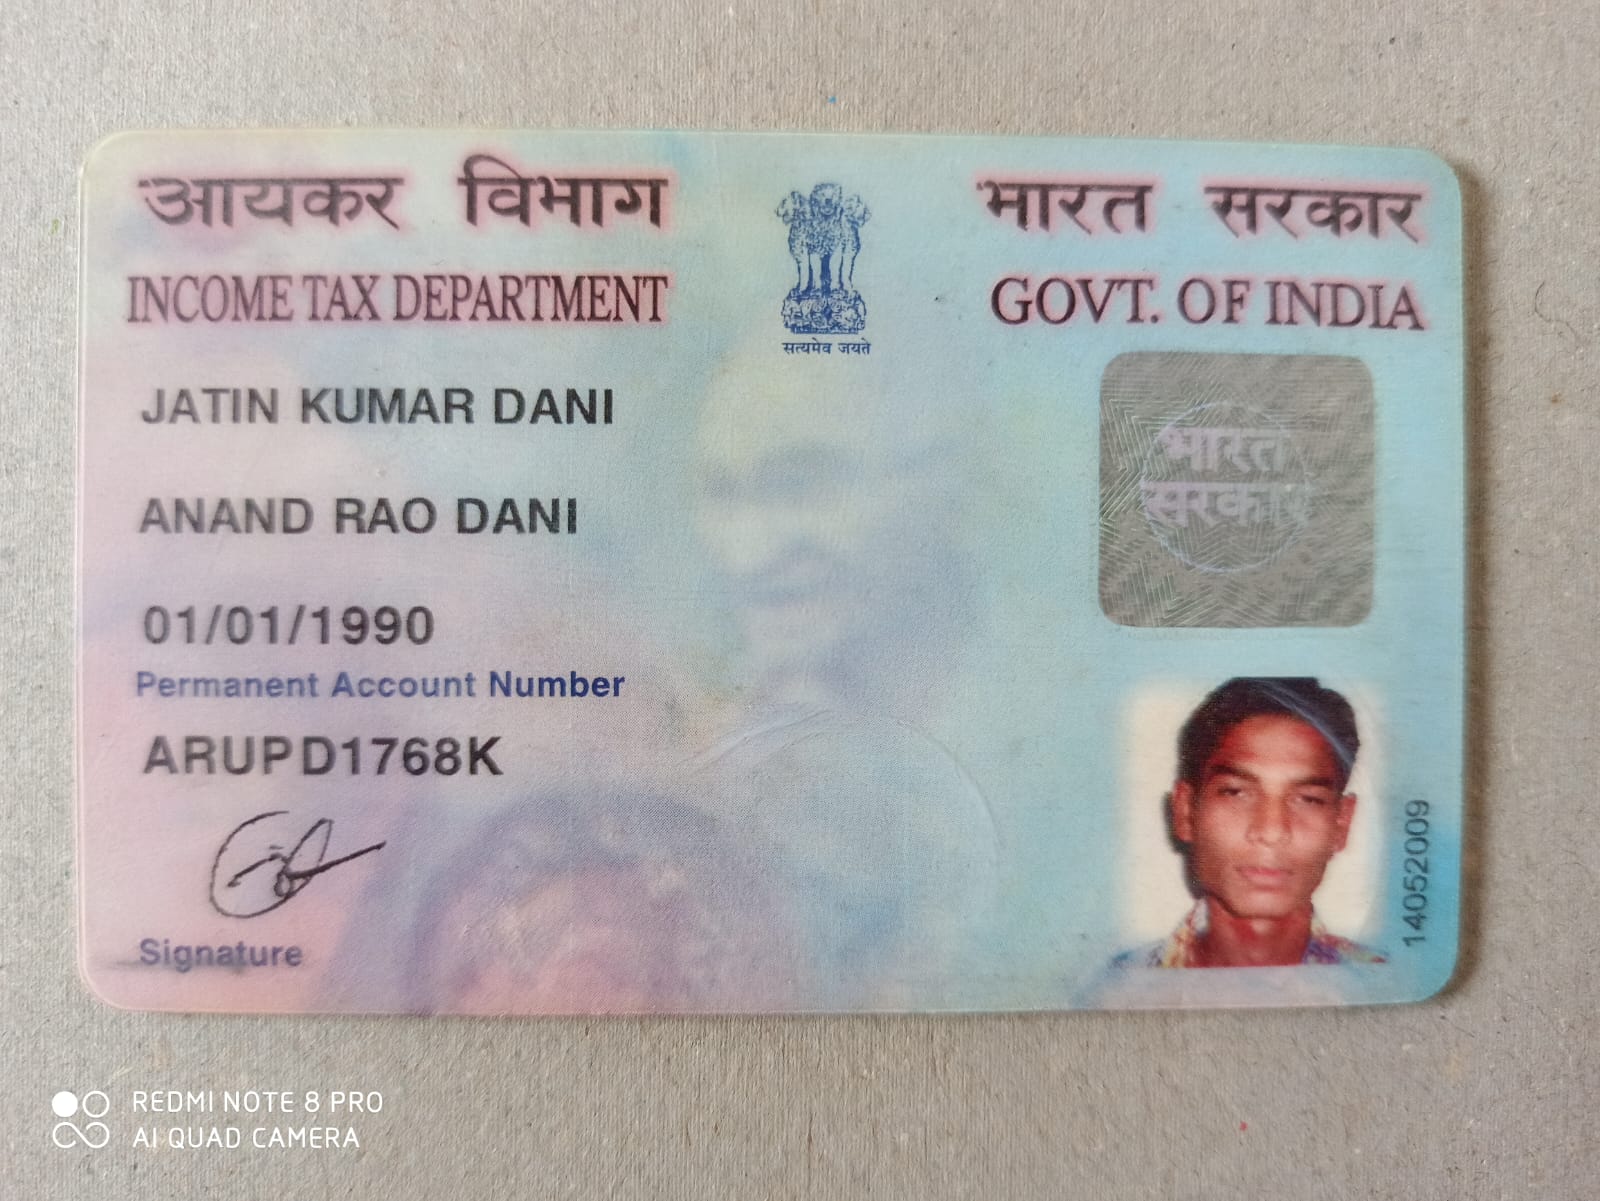 आयकर विभाग
INCOME TAX DEPARTMENT
सत्यमेव जयते
भारत सरकार
GOVT. OF INDIA
JATIN KUMAR DANI
ANAND RAO DANI
01/01/1990
Permanent Account Number
ARUPD1768K
Signature
भारत
सरकार
14052009
REDMI NOTE 8 PRO
AI QUAD CAMERA